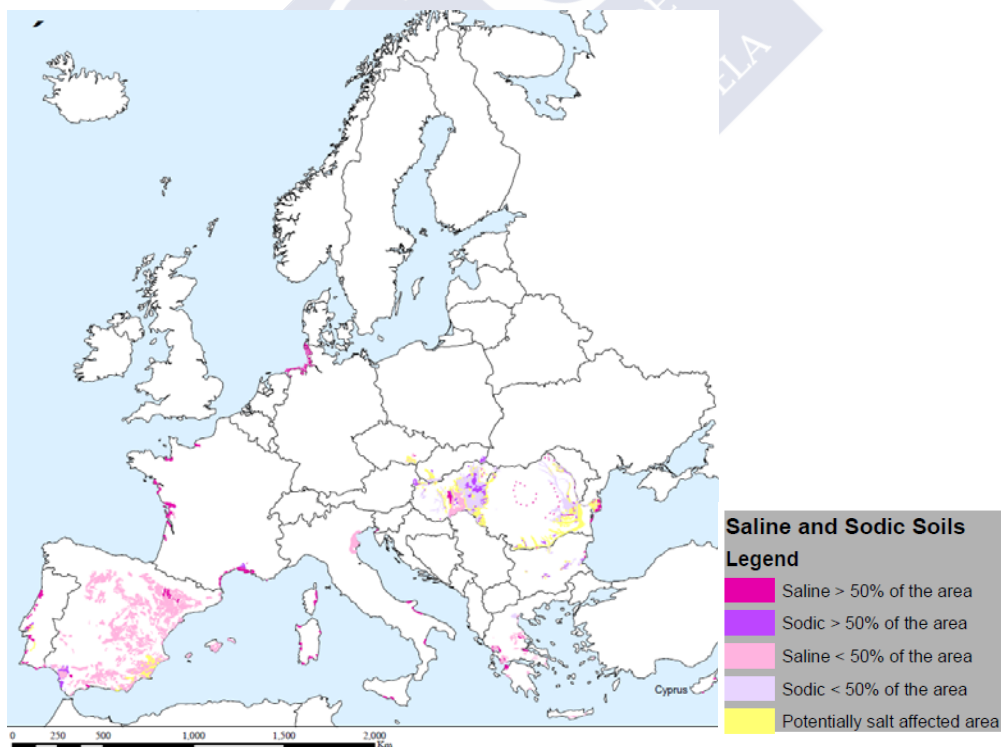 ELA
Cyprus
0 250 500 1,000 1,500 2,000
Km
Saline and Sodic Soils
Legend
Saline > 50% of the area
Sodic > 50% of the area
Saline < 50% of the area
Sodic < 50% of the area
Potentially salt affected area